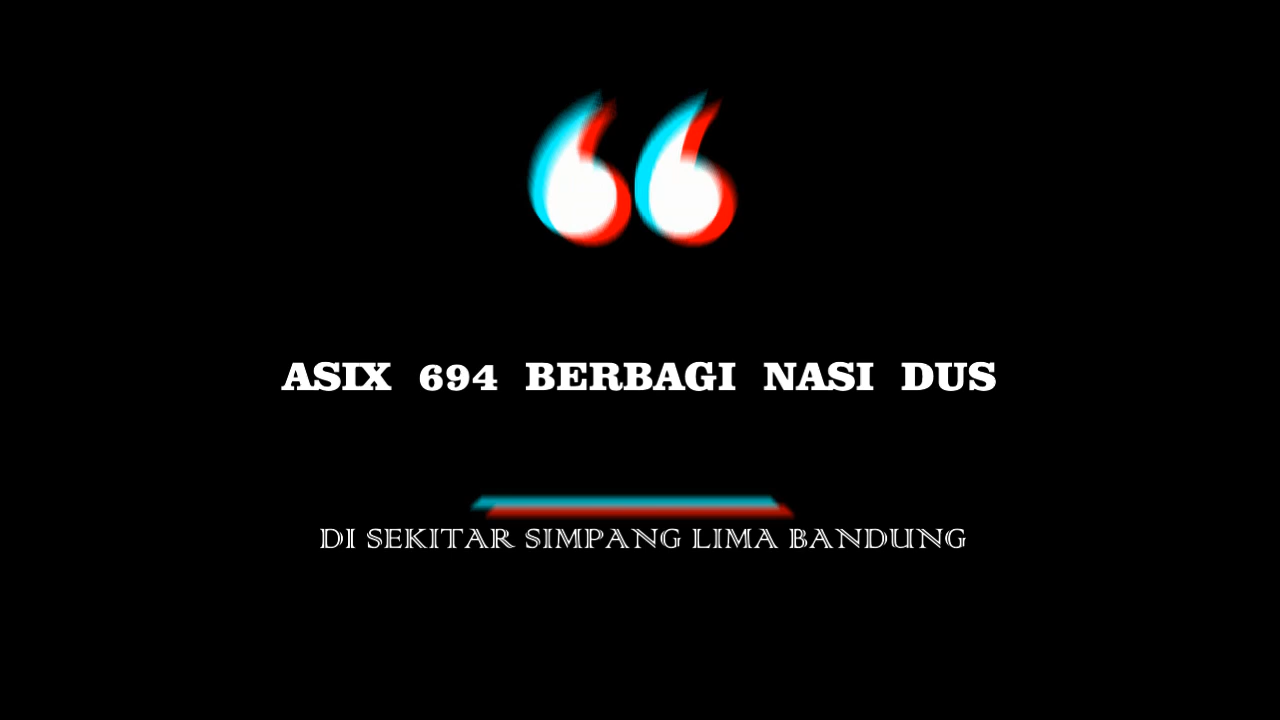 “
ASIX 694 BERBAGI NASI DUS
DI SEKITAR SIMPANG LIMA BANDUNG